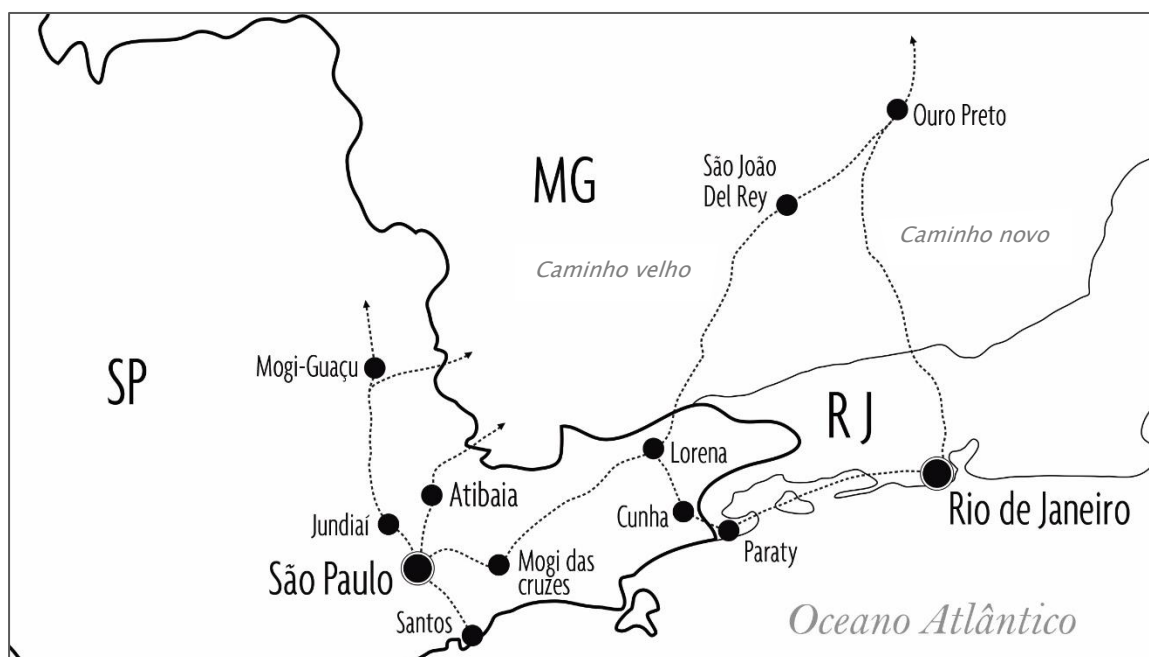 Ouro Preto
São João
Del Rey
MG
Caminho novo
Caminho velho
SP
Mogi-Guaçu
R J
Lorena
Atibaia
Cunha
Rio de Janeiro
Jundiaí
Paraty
São Paulo
Mogi das
cruzes
Santos
Oceano Atlântico